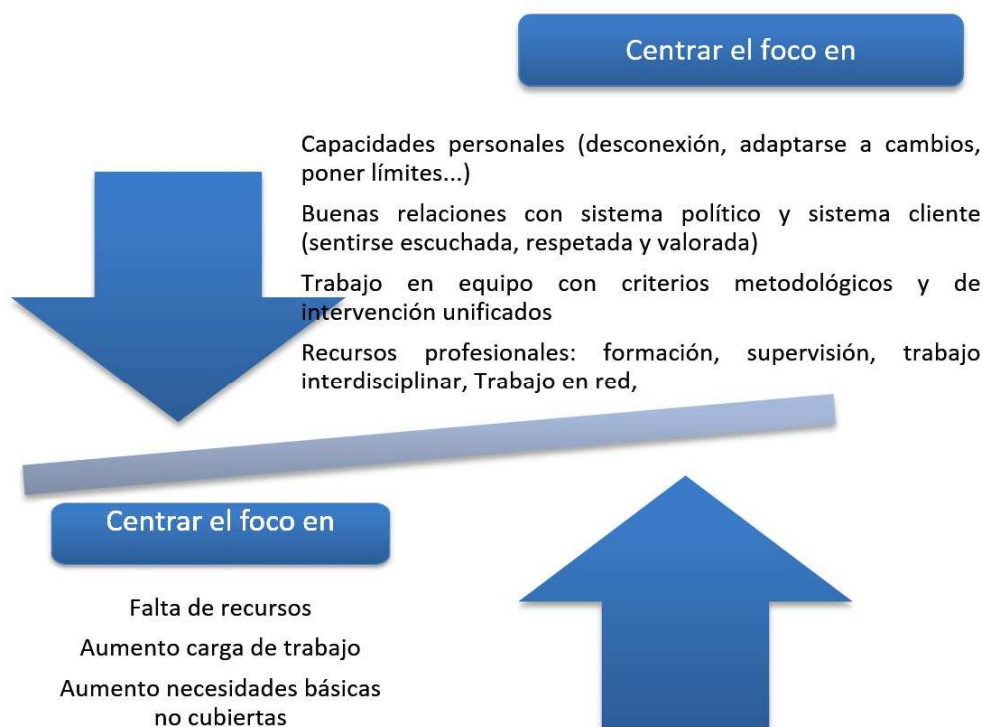 Centrar el foco en
Capacidades personales (desconexión, adaptarse a cambios,
poner límites...)
Buenas relaciones con sistema político y sistema cliente
(sentirse escuchada, respetada y valorada)
Trabajo en equipo con criterios metodológicos y de
intervención unificados
Recursos profesionales: formación, supervisión, trabajo
interdisciplinar, Trabajo en red,
Centrar el foco en
Falta de recursos
Aumento carga de trabajo
Aumento necesidades básicas
no cubiertas